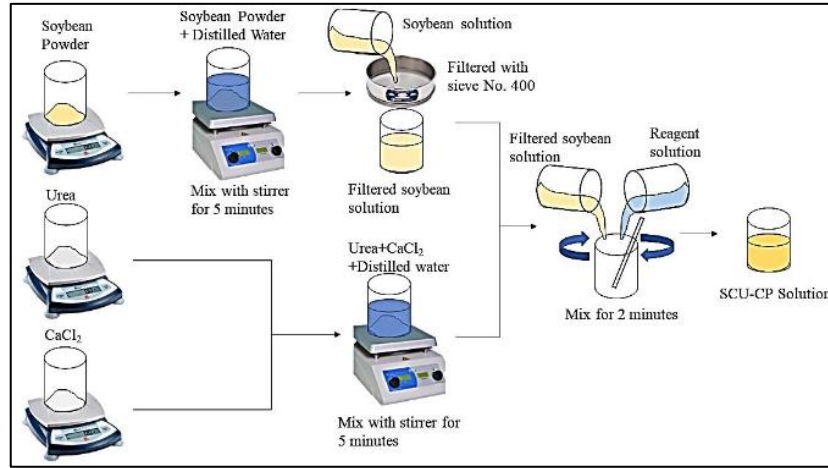 Soybean
Powder
Soybean Powder
+ Distilled Water
Mix with stirrer
for 5 minutes
Soybean solution
Filtered with
sieve No. 400
Filtered soybean
solution
Urea
CaCl₂
Urea+CaCl₂
+Distilled water
Mix with stirrer for
5 minutes
Filtered soybean
solution
Reagent
solution
Mix for 2 minutes
SCU-CP Solution